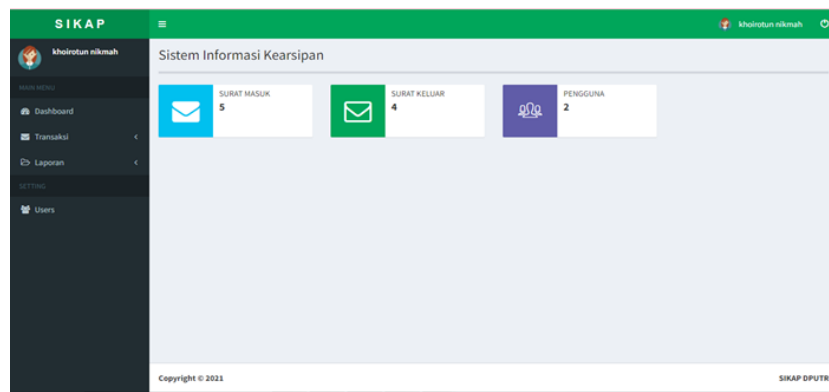 SIKAP
khoirotun nikmah
khoirotun nikmah
MAIN MENU
Dashboard
Transaksi
Laporan
SETTING
Users
Sistem Informasi Kearsipan
SURAT MASUK
5
SURAT KELUAR
4
PENGGUNA
2
Copyright © 2021
SIKAP DPUTR